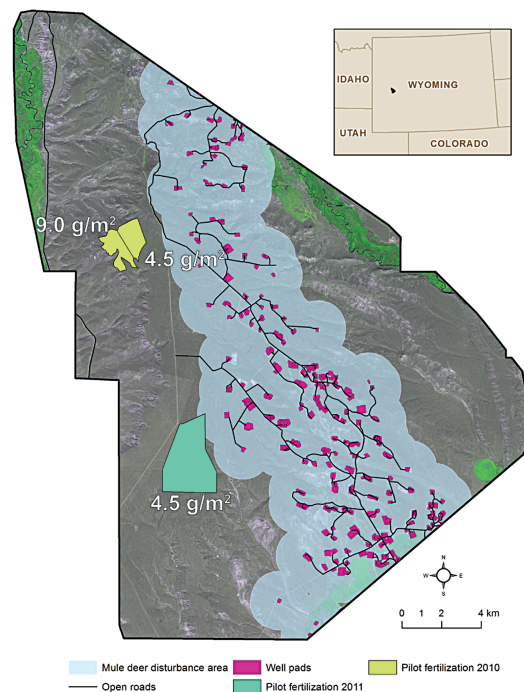 IDAHO
WYOMING
UTAH
COLORADO
9.0 g/m²
4.5 g/m²
4.5 g/m²
N
W E
S
0 1 2 4 km
Mule deer disturbance area
Well pads
Pilot fertilization 2010
Open roads
Pilot fertilization 2011